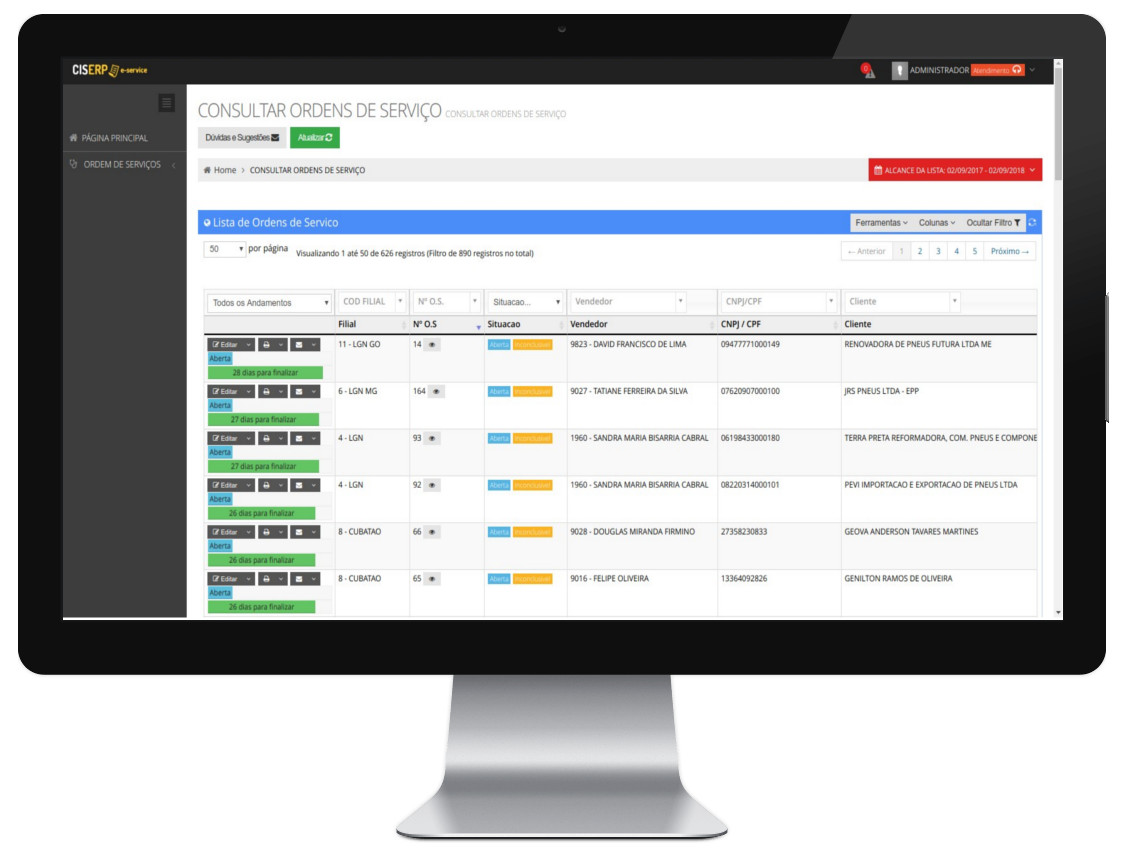 CISERP e-service
0
ADMINISTRADOR Atendimento
PÁGINA PRINCIPAL
ORDEM DE SERVIÇOS
CONSULTAR ORDENS DE SERVIÇO CONSULTAR ORDENS DE SERVIÇO
Dúvidas e Sugestões Atualizar
Home > CONSULTAR ORDENS DE SERVIÇO
ALCANCE DA LISTA: 02/09/2017 - 02/09/2018
Lista de Ordens de Servico
Ferramentas Colunas Ocultar Filtro
50 por página Visualizando 1 até 50 de 626 registros (Filtro de 890 registros no total)
← Anterior 1 2 3 4 5 Próximo →
Todos os Andamentos COD FILIAL Nº O.S. Situacao... Vendedor CNPJ/CPF Cliente
Filial Nº O.S Situacao Vendedor CNPJ / CPF Cliente
Editar 11 - LGN GO 14 Aberta Inconclusivel 9823 - DAVID FRANCISCO DE LIMA 09477771000149 RENOVADORA DE PNEUS FUTURA LTDA ME
Aberta
28 dias para finalizar
Editar 6 - LGN MG 164 Aberta Inconclusivel 9027 - TATIANE FERREIRA DA SILVA 07620907000100 JRS PNEUS LTDA - EPP
Aberta
27 dias para finalizar
Editar 4 - LGN 93 Aberta Inconclusivel 1960 - SANDRA MARIA BISARRIA CABRAL 06198433000180 TERRA PRETA REFORMADORA, COM. PNEUS E COMPONE
Aberta
27 dias para finalizar
Editar 4 - LGN 92 Aberta Inconclusivel 1960 - SANDRA MARIA BISARRIA CABRAL 08220314000101 PEVI IMPORTACAO E EXPORTACAO DE PNEUS LTDA
Aberta
26 dias para finalizar
Editar 8 - CUBATAO 66 Aberta Inconclusivel 9028 - DOUGLAS MIRANDA FIRMINO 27358230833 GEOVA ANDERSON TAVARES MARTINES
Aberta
26 dias para finalizar
Editar 8 - CUBATAO 65 Aberta Inconclusivel 9016 - FELIPE OLIVEIRA 13364092826 GENILTON RAMOS DE OLIVEIRA
Aberta
26 dias para finalizar